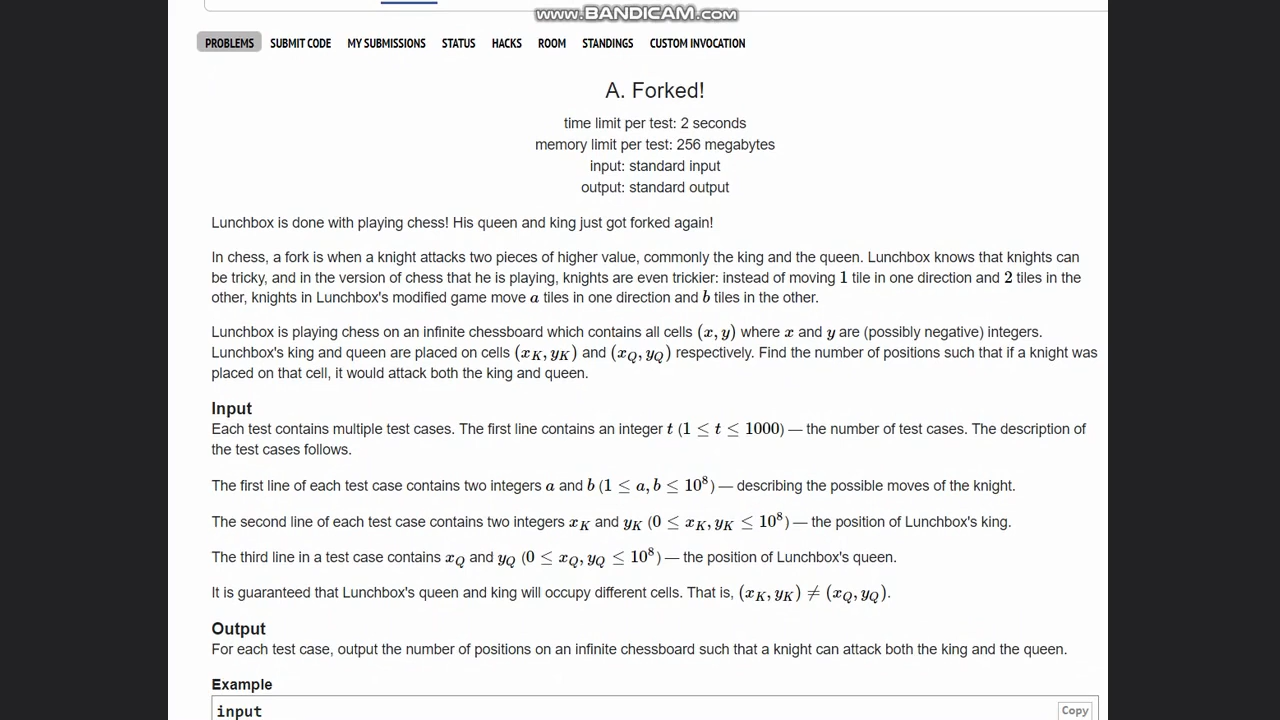 www.BANDICAM.com
PROBLEMS SUBMIT CODE MY SUBMISSIONS STATUS HACKS ROOM STANDINGS CUSTOM INVOCATION
A. Forked!
time limit per test: 2 seconds
memory limit per test: 256 megabytes
input: standard input
output: standard output
Lunchbox is done with playing chess! His queen and king just got forked again!
In chess, a fork is when a knight attacks two pieces of higher value, commonly the king and the queen. Lunchbox knows that knights can
be tricky, and in the version of chess that he is playing, knights are even trickier: instead of moving 1 tile in one direction and 2 tiles in the
other, knights in Lunchbox's modified game move a tiles in one direction and b tiles in the other.
Lunchbox is playing chess on an infinite chessboard which contains all cells (x, y) where x and y are (possibly negative) integers.
Lunchbox's king and queen are placed on cells (x_K, y_K) and (x_Q, y_Q) respectively. Find the number of positions such that if a knight was
placed on that cell, it would attack both the king and queen.
Input
Each test contains multiple test cases. The first line contains an integer t (1 ≤ t ≤ 1000) — the number of test cases. The description of
the test cases follows.
The first line of each test case contains two integers a and b (1 ≤ a, b ≤ 10^8) — describing the possible moves of the knight.
The second line of each test case contains two integers x_K and y_K (0 ≤ x_K, y_K ≤ 10^8) — the position of Lunchbox's king.
The third line in a test case contains x_Q and y_Q (0 ≤ x_Q, y_Q ≤ 10^8) — the position of Lunchbox's queen.
It is guaranteed that Lunchbox's queen and king will occupy different cells. That is, (x_K, y_K) ≠ (x_Q, y_Q).
Output
For each test case, output the number of positions on an infinite chessboard such that a knight can attack both the king and the queen.
Example
input Copy